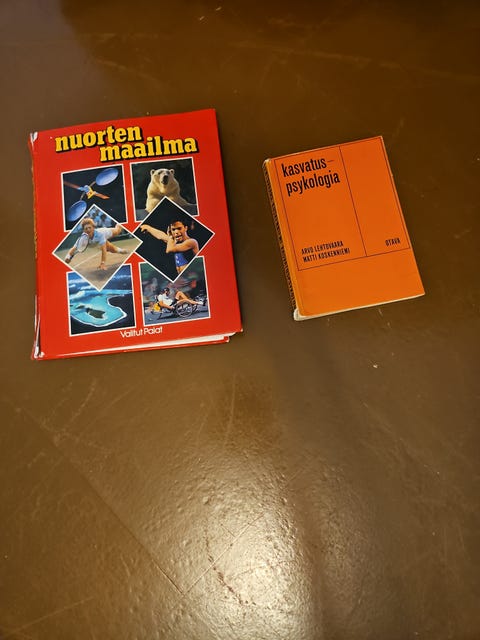 nuorten
maailma
Valitut Palat
kasvatus–
psykologia
ARVO LEHTOVAARA
MATTI KOSKENNIEMI
OTAVA